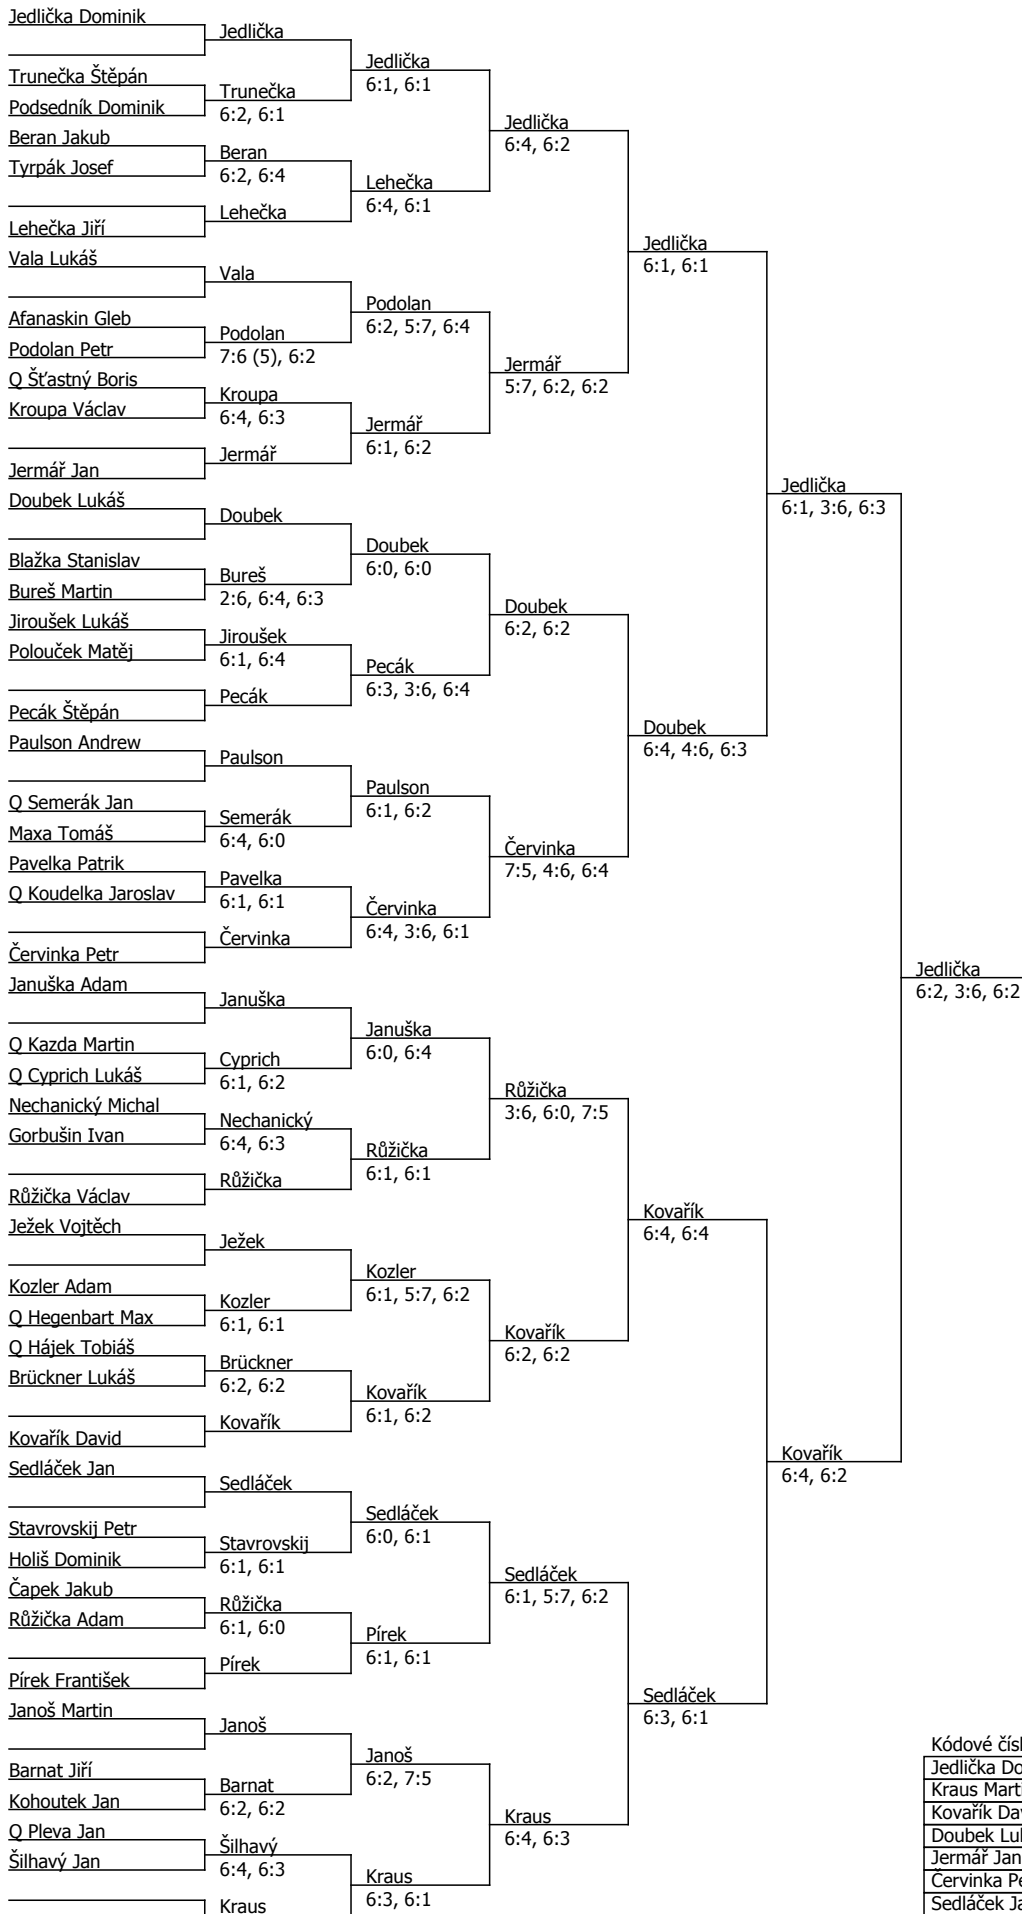 Jedlička Dominik
Trunečka Štěpán
Podsedník Dominik
Beran Jakub
Tyrpák Josef
Lehečka Jiří
Vala Lukáš
Afanaskin Gleb
Podolan Petr
Q Šťastný Boris
Kroupa Václav
Jermář Jan
Doubek Lukáš
Blažka Stanislav
Bureš Martin
Jiroušek Lukáš
Polouček Matěj
Pecák Štěpán
Paulson Andrew
Q Semerák Jan
Maxa Tomáš
Pavelka Patrik
Q Koudelka Jaroslav
Červinka Petr
Januška Adam
Q Kazda Martin
Q Cyprich Lukáš
Nechanický Michal
Gorbušin Ivan
Růžička Václav
Ježek Vojtěch
Kozler Adam
Q Hegenbart Max
Q Hájek Tobiáš
Brückner Lukáš
Kovařík David
Sedláček Jan
Stavrovskij Petr
Holiš Dominik
Čapek Jakub
Růžička Adam
Pírek František
Janoš Martin
Barnat Jiří
Kohoutek Jan
Q Pleva Jan
Šilhavý Jan
Jedlička
Trunečka
6:2, 6:1
Beran
6:2, 6:4
Lehečka
Vala
Podolan
7:6 (5), 6:2
Kroupa
6:4, 6:3
Jermář
Doubek
Bureš
2:6, 6:4, 6:3
Jiroušek
6:1, 6:4
Pecák
Paulson
Semerák
6:4, 6:0
Pavelka
6:1, 6:1
Červinka
Januška
Cyprich
6:1, 6:2
Nechanický
6:4, 6:3
Růžička
Ježek
Kozler
6:1, 6:1
Brückner
6:2, 6:2
Kovařík
Sedláček
Stavrovskij
6:1, 6:1
Růžička
6:1, 6:0
Pírek
Janoš
Barnat
6:2, 6:2
Šilhavý
6:4, 6:3
Kraus
Jedlička
6:1, 6:1
Lehečka
6:4, 6:1
Podolan
6:2, 5:7, 6:4
Jermář
6:1, 6:2
Doubek
6:0, 6:0
Pecák
6:3, 3:6, 6:4
Paulson
6:1, 6:2
Červinka
6:4, 3:6, 6:1
Januška
6:0, 6:4
Růžička
6:1, 6:1
Kozler
6:1, 5:7, 6:2
Kovařík
6:1, 6:2
Sedláček
6:0, 6:1
Pírek
6:1, 6:1
Janoš
6:2, 7:5
Kraus
6:3, 6:1
Jedlička
6:4, 6:2
Jermář
5:7, 6:2, 6:2
Doubek
6:2, 6:2
Červinka
7:5, 4:6, 6:4
Růžička
3:6, 6:0, 7:5
Kovařík
6:2, 6:2
Sedláček
6:1, 5:7, 6:2
Kraus
6:4, 6:3
Jedlička
6:1, 6:1
Doubek
6:4, 4:6, 6:3
Kovařík
6:4, 6:4
Sedláček
6:3, 6:1
Jedlička
6:1, 3:6, 6:3
Kovařík
6:4, 6:2
Jedlička
6:2, 3:6, 6:2
Kódové čísl
Jedlička Do
Kraus Mart
Kovařík Da
Doubek Lu
Jermář Jan
Červinka Pe
Sedláček Ja